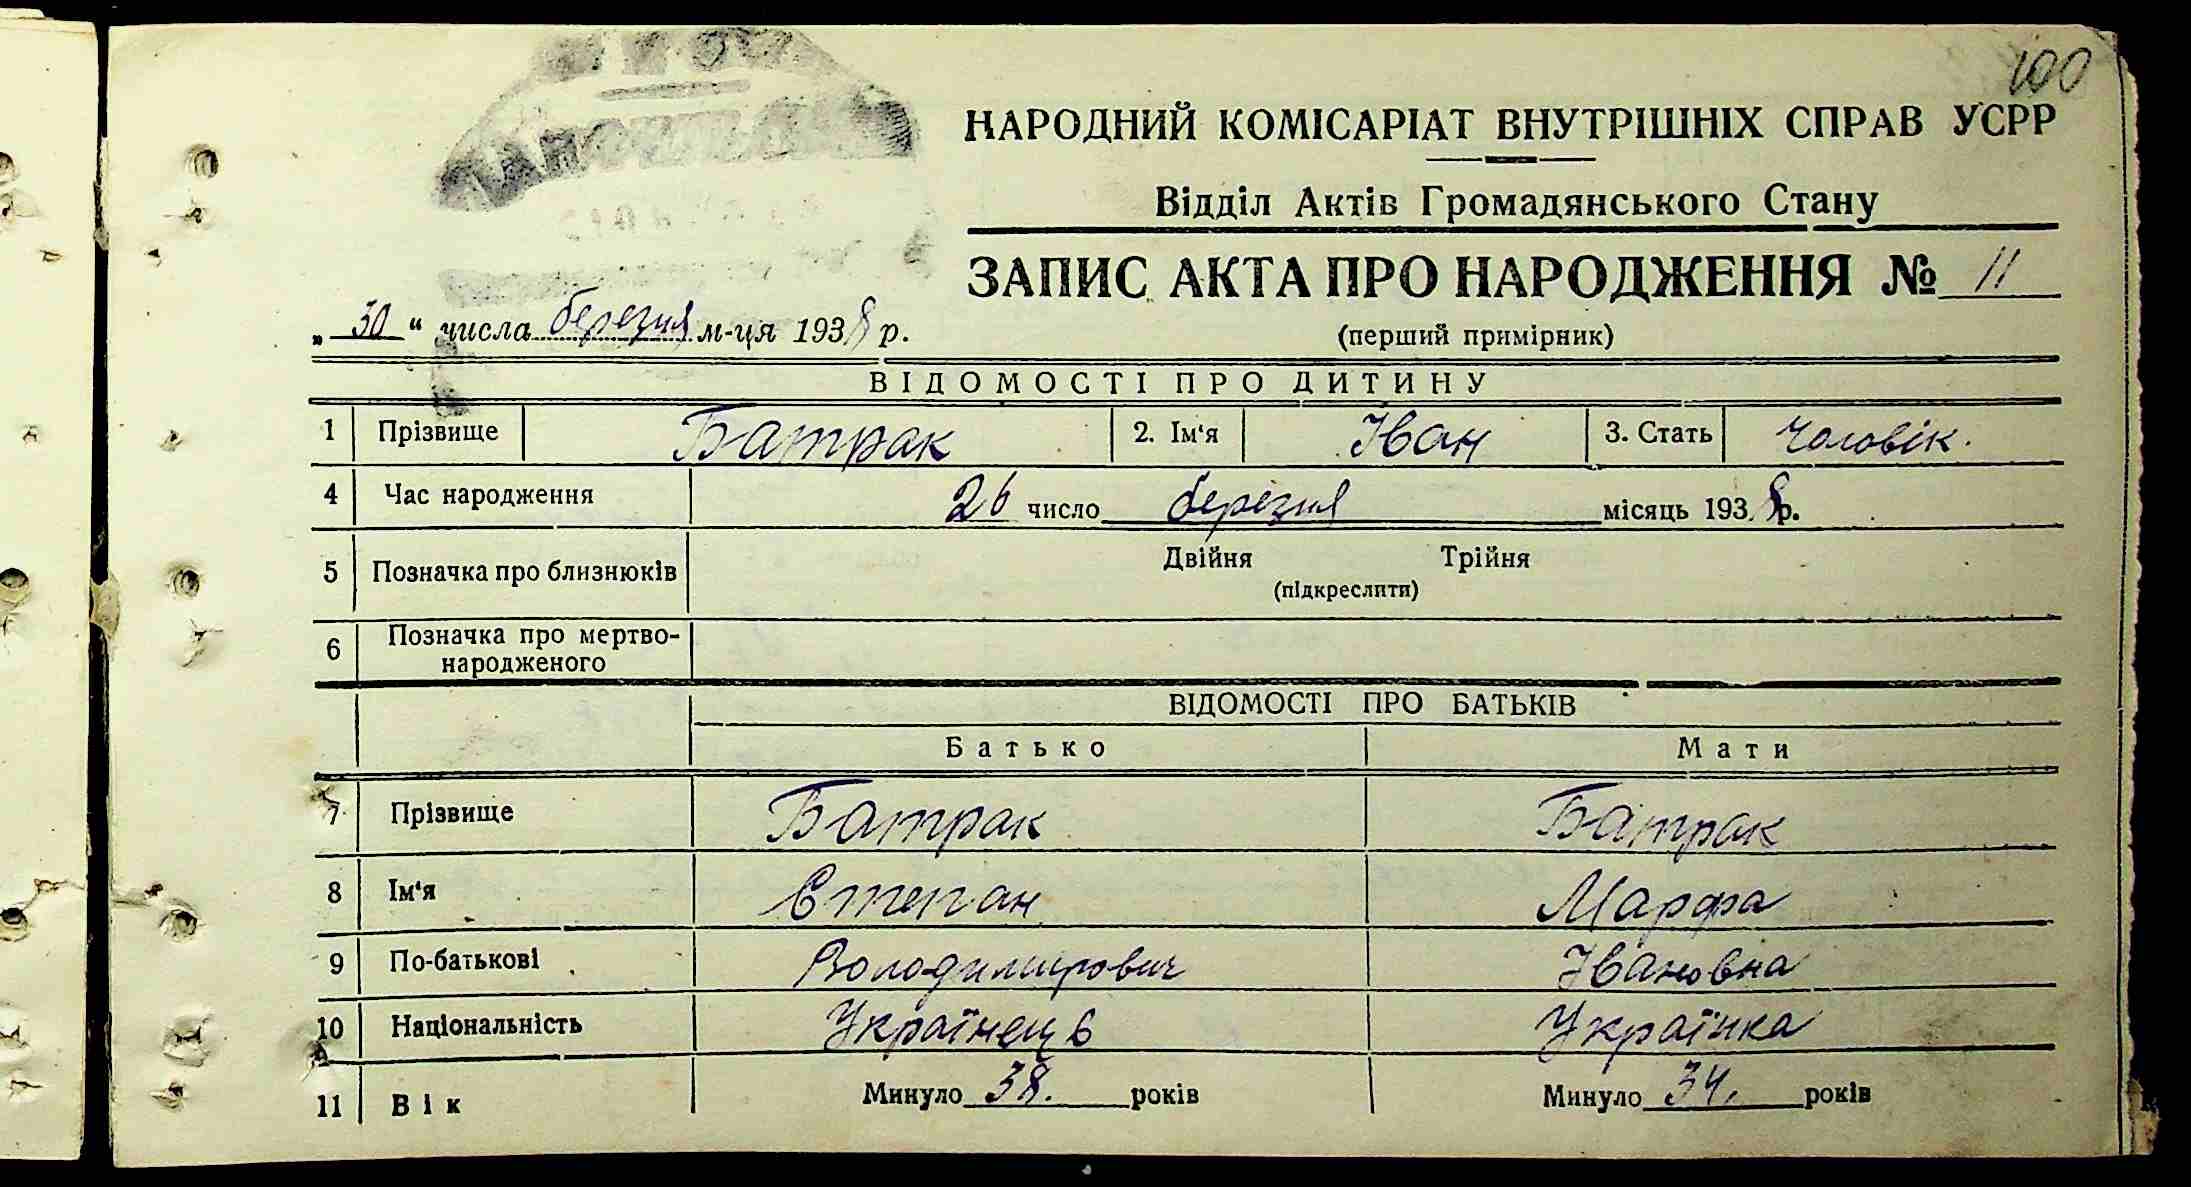 100
НАРОДНИЙ КОМІСАРІАТ ВНУТРІШНІХ СПРАВ УСРР
Відділ Актів Громадянського Стану
ЗАПИС АКТА ПРО НАРОДЖЕННЯ № 11
„ 30 “ числа березня м-ця 1938 р.
(перший примірник)
ВІДОМОСТІ ПРО ДИТИНУ
1 Прізвище Батрак 2. Ім'я Іван 3. Стать Чоловік.
4 Час народження 26 число березня місяць 1938 р.
5 Позначка про близнюків Двійня Трійня
(підкреслити)
6 Позначка про мертво-
народженого
ВІДОМОСТІ ПРО БАТЬКІВ
Батько Мати
7 Прізвище Батрак Батрак
8 Ім'я Степан Марфа
9 По-батькові Володимирович Івановна
10 Національність Українець Українка
11 Вік Минуло 38. років Минуло 34. років